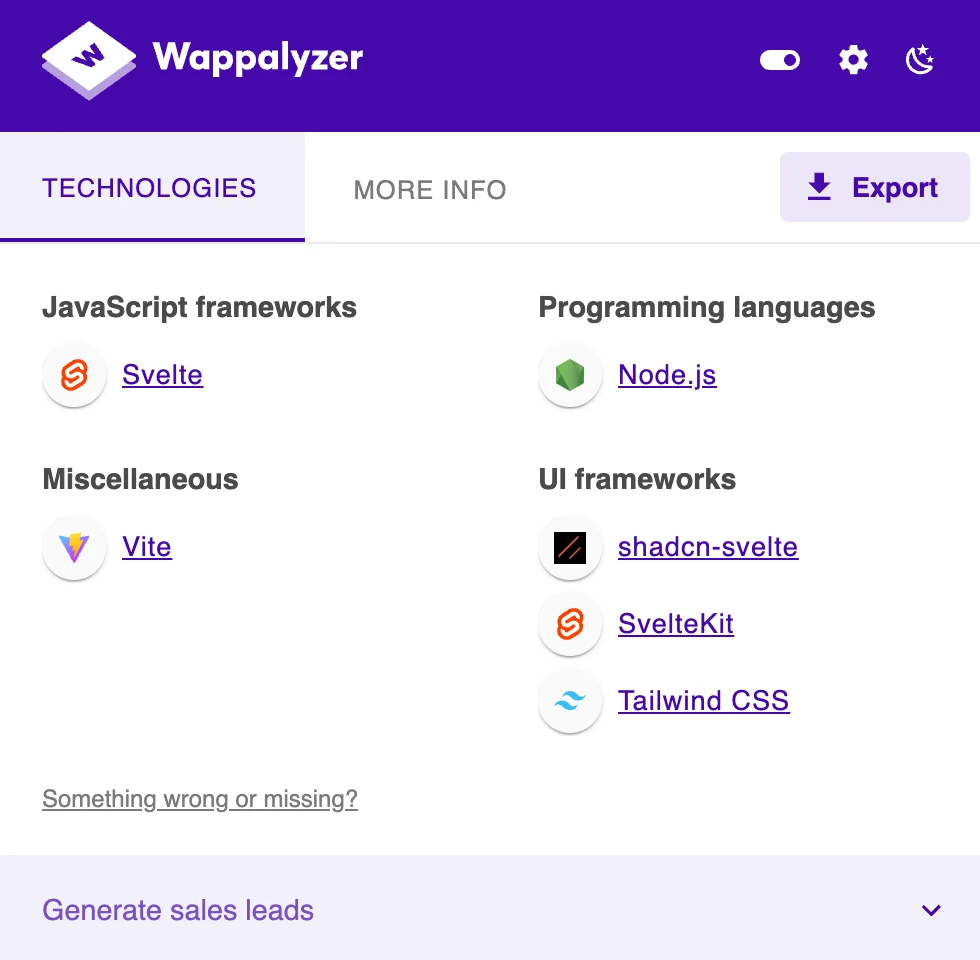 Wappalyzer
TECHNOLOGIES
MORE INFO
Export
JavaScript frameworks
Svelte
Miscellaneous
Vite
Programming languages
Node.js
UI frameworks
shadcn-svelte
SvelteKit
Tailwind CSS
Something wrong or missing?
Generate sales leads